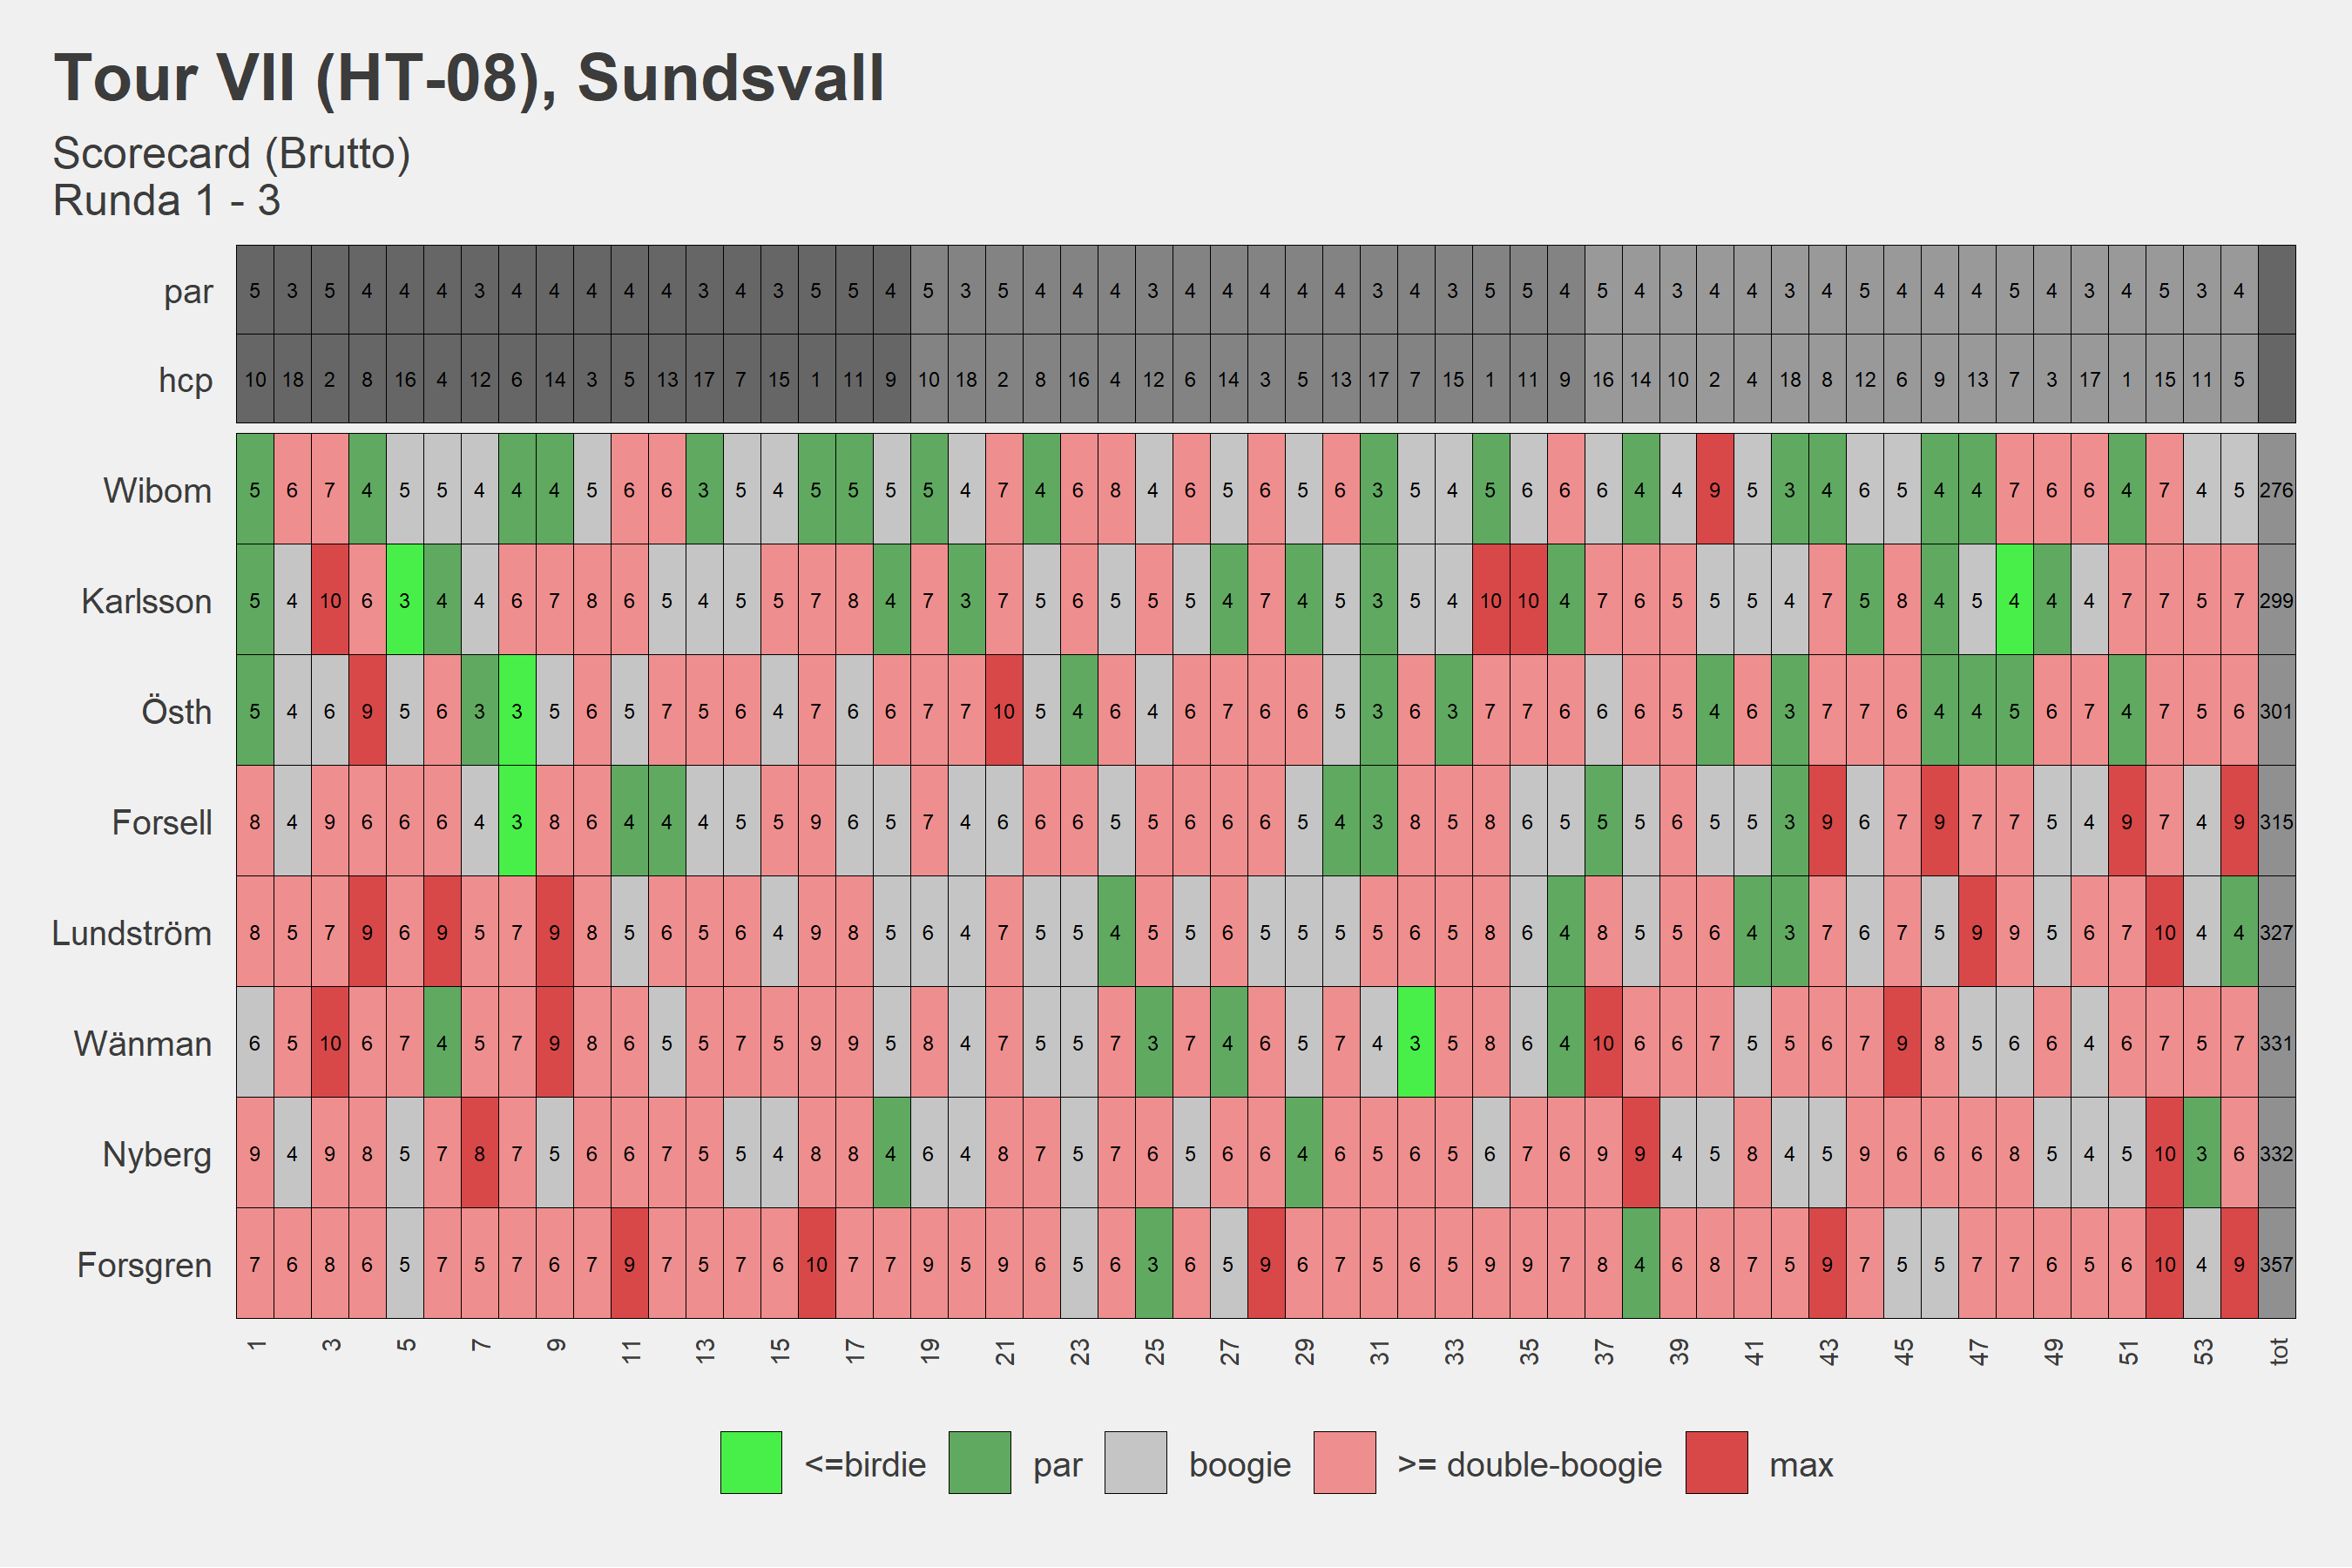 Tour VII (HT-08), Sundsvall
Scorecard (Brutto)
Runda 1 - 3
par 5 3 5 4 4 4 3 4 4 4 4 4 3 4 3 5 5 4 5 3 5 4 4 4 3 4 4 4 4 4 3 4 3 5 5 4 5 4 3 4 4 3 4 5 4 4 4 5 4 3 4 5 3 4
hcp 10 18 2 8 16 4 12 6 14 3 5 13 17 7 15 1 11 9 10 18 2 8 16 4 12 6 14 3 5 13 17 7 15 1 11 9 16 14 10 2 4 18 8 12 6 9 13 7 3 17 1 15 11 5
Wibom 5 6 7 4 5 5 4 4 4 5 6 6 3 5 4 5 5 5 5 4 7 4 6 8 4 6 5 6 5 6 3 5 4 5 6 6 6 4 4 9 5 3 4 6 5 4 4 7 6 6 4 7 4 5 276
Karlsson 5 4 10 6 3 4 4 6 7 8 6 5 4 5 5 7 8 4 7 3 7 5 6 5 5 5 4 7 4 5 3 5 4 10 10 4 7 6 5 5 5 4 7 5 8 4 5 4 4 4 7 7 5 7 299
Östh 5 4 6 9 5 6 3 3 5 6 5 7 5 6 4 7 6 6 7 7 10 5 4 6 4 6 7 6 6 5 3 6 3 7 7 6 6 6 5 4 6 3 7 7 6 4 4 5 6 7 4 7 5 6 301
Forsell 8 4 9 6 6 6 4 3 8 6 4 4 4 5 5 9 6 5 7 4 6 6 6 5 5 6 6 6 5 4 3 8 5 8 6 5 5 5 6 5 5 3 9 6 7 9 7 7 5 4 9 7 4 9 315
Lundström 8 5 7 9 6 9 5 7 9 8 5 6 5 6 4 9 8 5 6 4 7 5 5 4 5 5 6 5 5 5 5 6 5 8 6 4 8 5 5 6 4 3 7 6 7 5 9 9 5 6 7 10 4 4 327
Wänman 6 5 10 6 7 4 5 7 9 8 6 5 5 7 5 9 9 5 8 4 7 5 5 7 3 7 4 6 5 7 4 3 5 8 6 4 10 6 6 7 5 5 6 7 9 8 5 6 6 4 6 7 5 7 331
Nyberg 9 4 9 8 5 7 8 7 5 6 6 7 5 5 4 8 8 4 6 4 8 7 5 7 6 5 6 6 4 6 5 6 5 6 7 6 9 9 4 5 8 4 5 9 6 6 6 8 5 4 5 10 3 6 332
Forsgren 7 6 8 6 5 7 5 7 6 7 9 7 5 7 6 10 7 7 9 5 9 6 5 6 3 6 5 9 6 7 5 6 5 9 9 7 8 4 6 8 7 5 9 7 5 5 7 7 6 5 6 10 4 9 357
1 3 5 7 9 11 13 15 17 19 21 23 25 27 29 31 33 35 37 39 41 43 45 47 49 51 53 tot
<=birdie par boogie >= double-boogie max